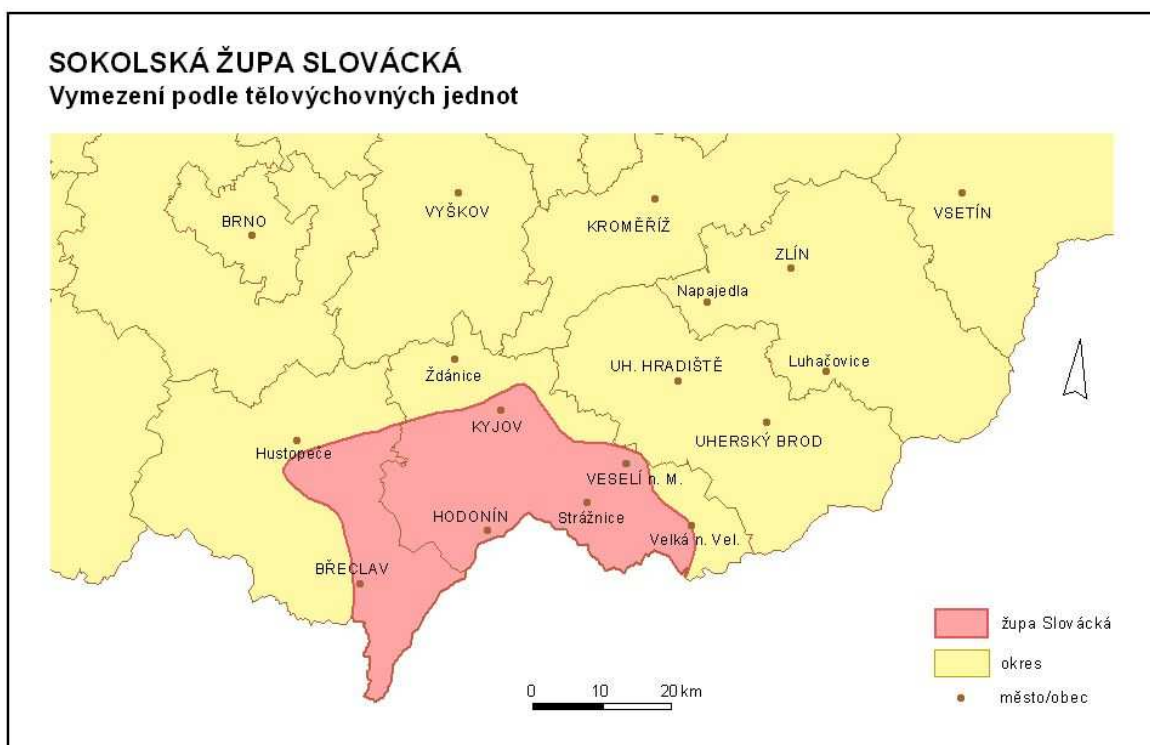 SOKOLSKÁ ŽUPA SLOVÁCKÁ
Vymezení podle tělovýchovných jednot
BRNO
VYŠKOV
KROMĚŘÍŽ
VSETÍN
ZLÍN
Napajedla
Ždánice
UH. HRADIŠTĚ
Luhačovice
KYJOV
Hustopeče
UHERSKÝ BROD
VESELÍ n. M.
HODONÍN
Strážnice
Velká n. Vel.
BŘECLAV
župa Slovácká
okres
město/obec
0 10 20 km